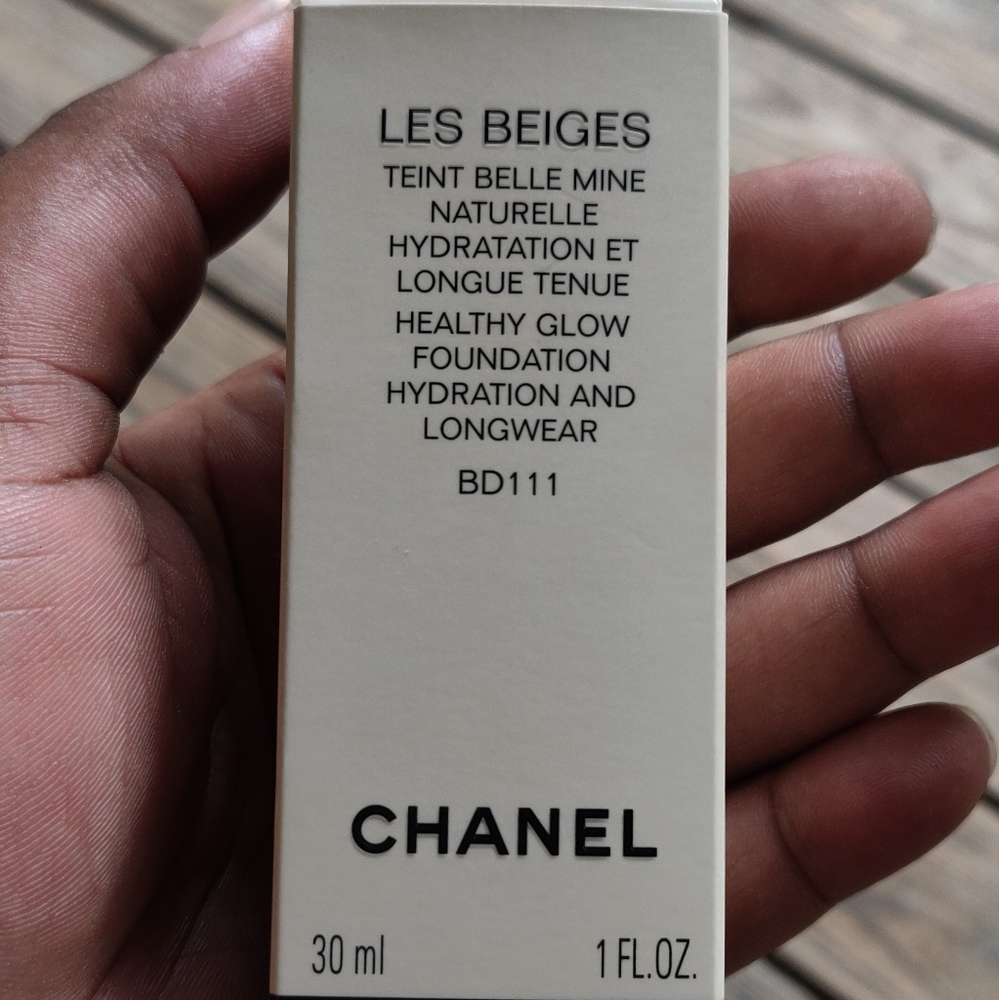 LES BEIGES
TEINT BELLE MINE
NATURELLE
HYDRATATION ET
LONGUE TENUE
HEALTHY GLOW
FOUNDATION
HYDRATION AND
LONGWEAR
BD111
CHANEL
30 ml 1 FL.OZ.